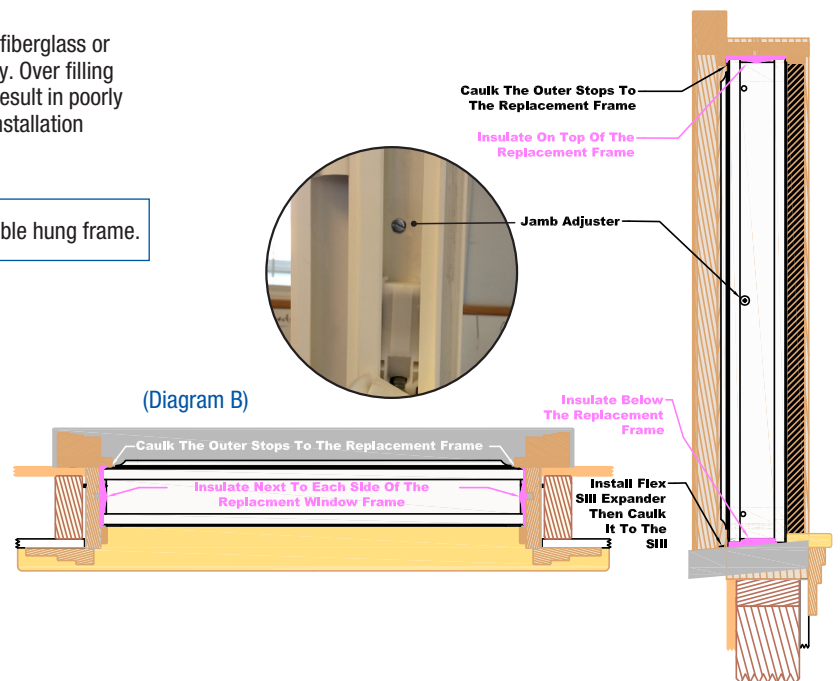 fiberglass or
y. Over filling
esult in poorly
nstallation
ble hung frame.
Caulk The Outer Stops To
The Replacement Frame
Insulate On Top Of The
Replacement Frame
Jamb Adjuster
(Diagram B)
Insulate Below
The Replacement
Frame
Caulk The Outer Stops To The Replacement Frame
Insulate Next To Each Side Of The
Replacment Window Frame
Install Flex
Sill Expander
Then Caulk
It To The
Sill